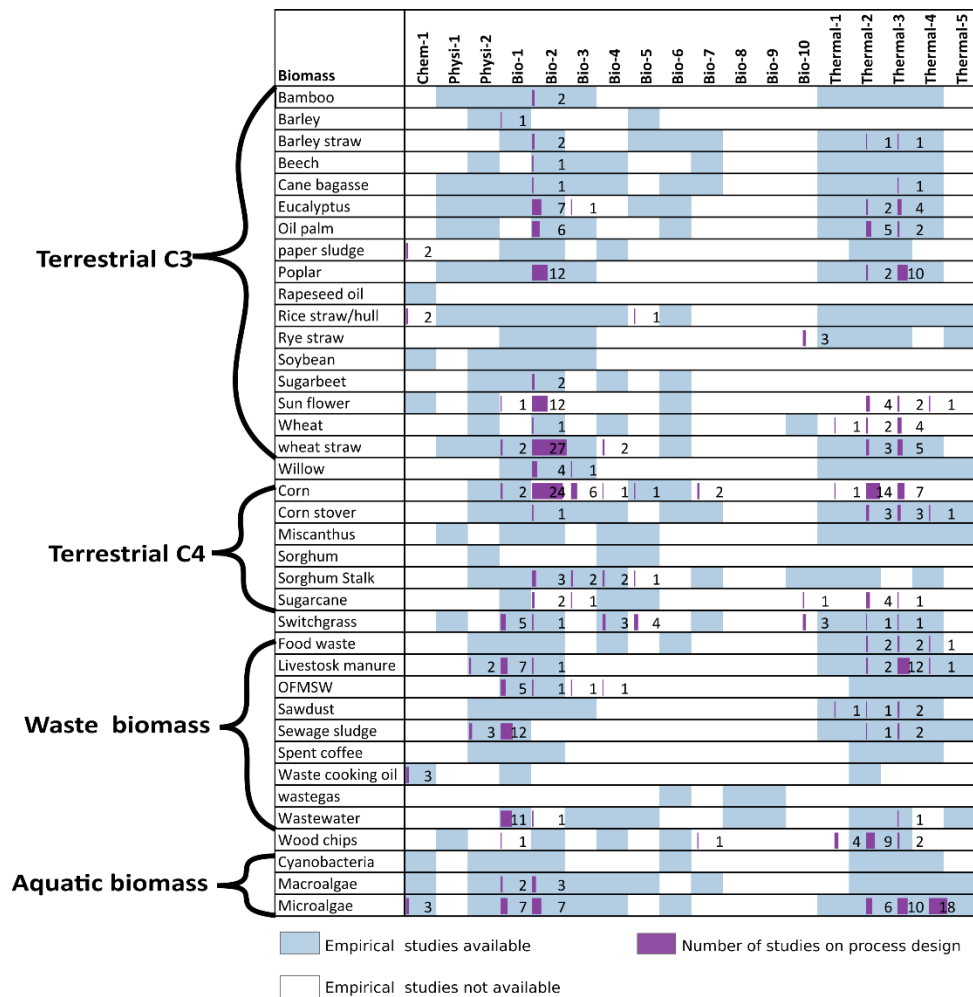 Biomass Chem-1 Physi-1 Physi-2 Bio-1 Bio-2 Bio-3 Bio-4 Bio-5 Bio-6 Bio-7 Bio-8 Bio-9 Bio-10 Thermal-1 Thermal-2 Thermal-3 Thermal-4 Thermal-5
Terrestrial C3
Bamboo 2
Barley 1
Barley straw 2 1 1
Beech 1
Cane bagasse 1 1
Eucalyptus 7 1 2 4
Oil palm 6 5 2
paper sludge 2
Poplar 12 2 10
Rapeseed oil
Rice straw/hull 2 1
Rye straw 3
Soybean
Sugarbeet 2
Sun flower 1 12 4 2 1
Wheat 1 1 2 4
wheat straw 2 27 2 3 5
Willow 4 1
Terrestrial C4
Corn 2 24 6 1 1 2 1 14 7
Corn stover 1 3 3 1
Miscanthus
Sorghum
Sorghum Stalk 3 2 2 1
Sugarcane 2 1 1 4 1
Switchgrass 5 1 3 4 3 1 1
Waste biomass
Food waste 2 2 1
Livestosk manure 2 7 1 2 12 1
OFMSW 5 1 1 1
Sawdust 1 1 2
Sewage sludge 3 12 1 2
Spent coffee
Waste cooking oil 3
wastegas
Wastewater 11 1 1
Wood chips 1 1 4 9 2
Aquatic biomass
Cyanobacteria
Macroalgae 2 3
Microalgae 3 7 7 6 10 18
Empirical studies available Number of studies on process design
Empirical studies not available